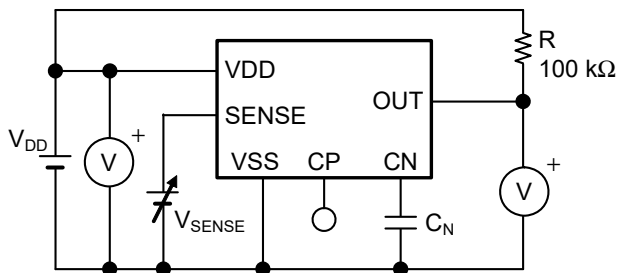 R
100 kΩ
VDD
OUT
SENSE
V_DD
+
V
VSS
CP
CN
+
V
V_SENSE
C_N